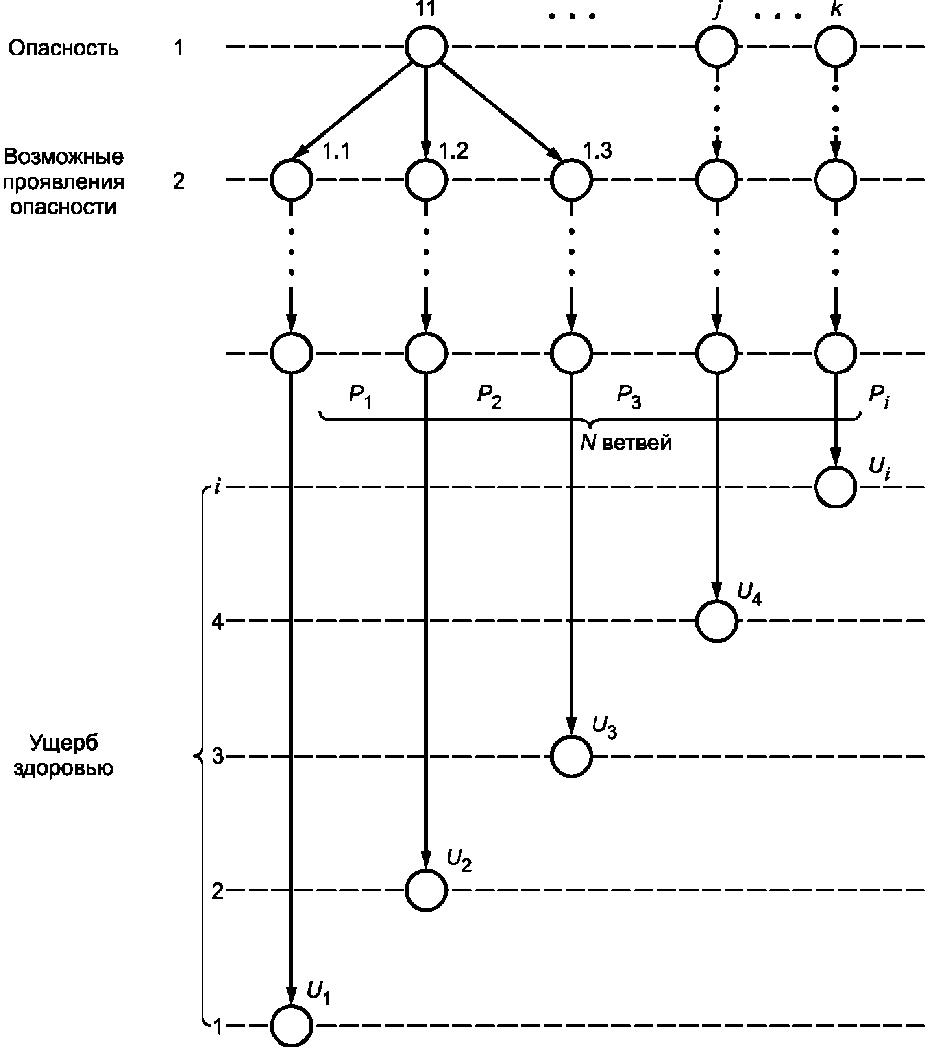 11 . . . j . . . k
Опасность 1
1.1 1.2 1.3
Возможные
проявления 2
опасности
P1 P2 P3 Pi
N ветвей
Ui
i
U4
4
U3
Ущерб
3
здоровью
U2
2
U1
1